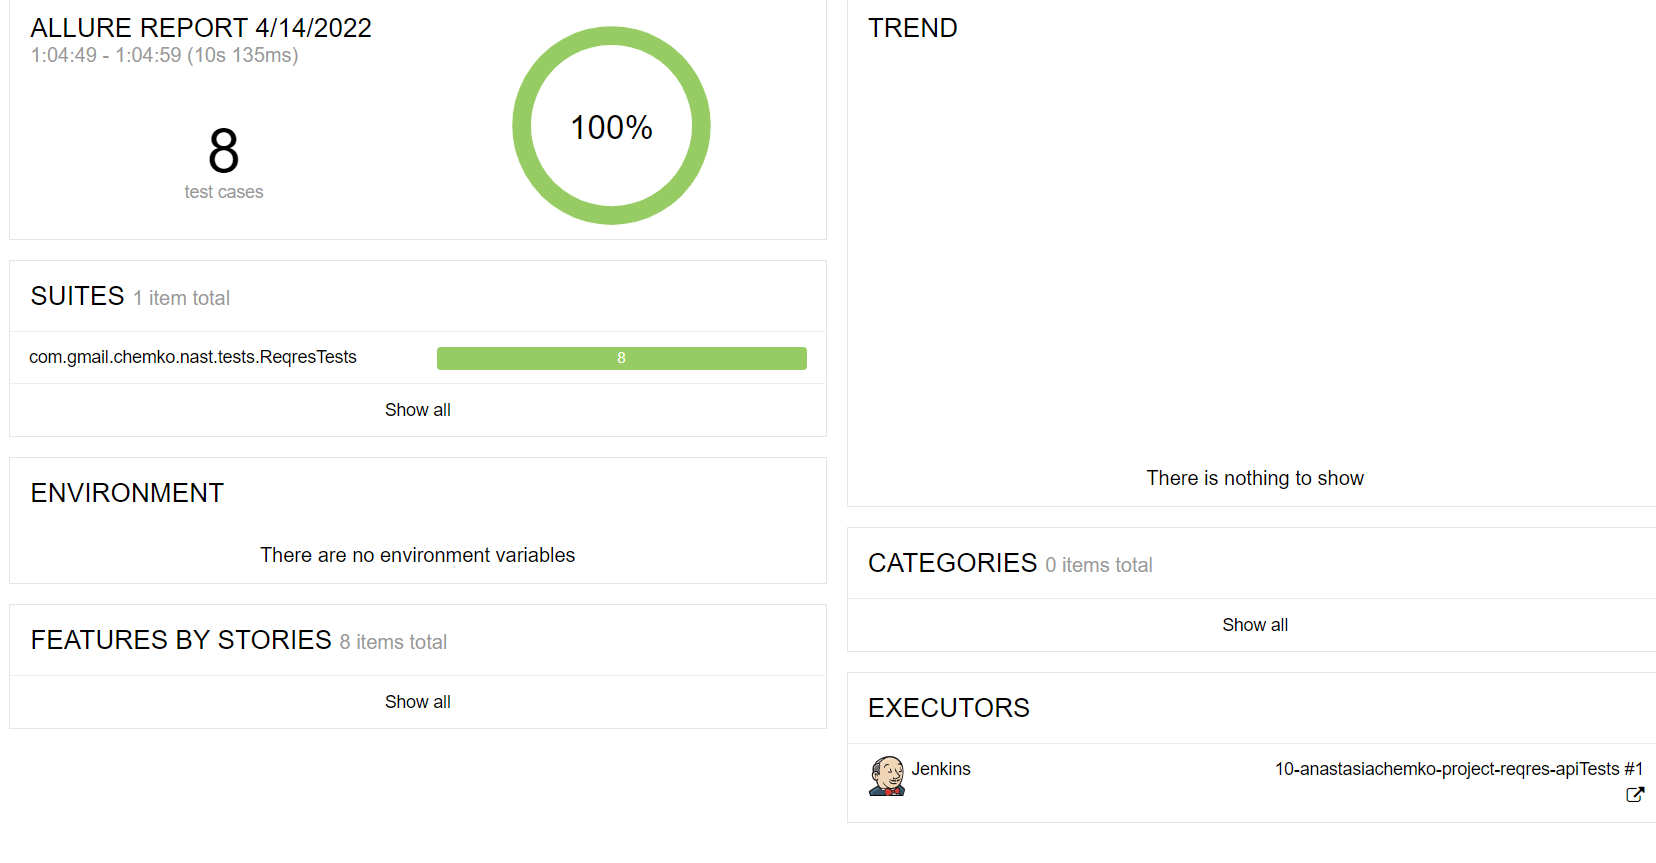 ALLURE REPORT 4/14/2022
1:04:49 - 1:04:59 (10s 135ms)
8
test cases
100%
SUITES 1 item total
com.gmail.chemko.nast.tests.ReqresTests 8
Show all
ENVIRONMENT
There are no environment variables
FEATURES BY STORIES 8 items total
Show all
TREND
There is nothing to show
CATEGORIES 0 items total
Show all
EXECUTORS
Jenkins 10-anastasiachemko-project-reqres-apiTests #1